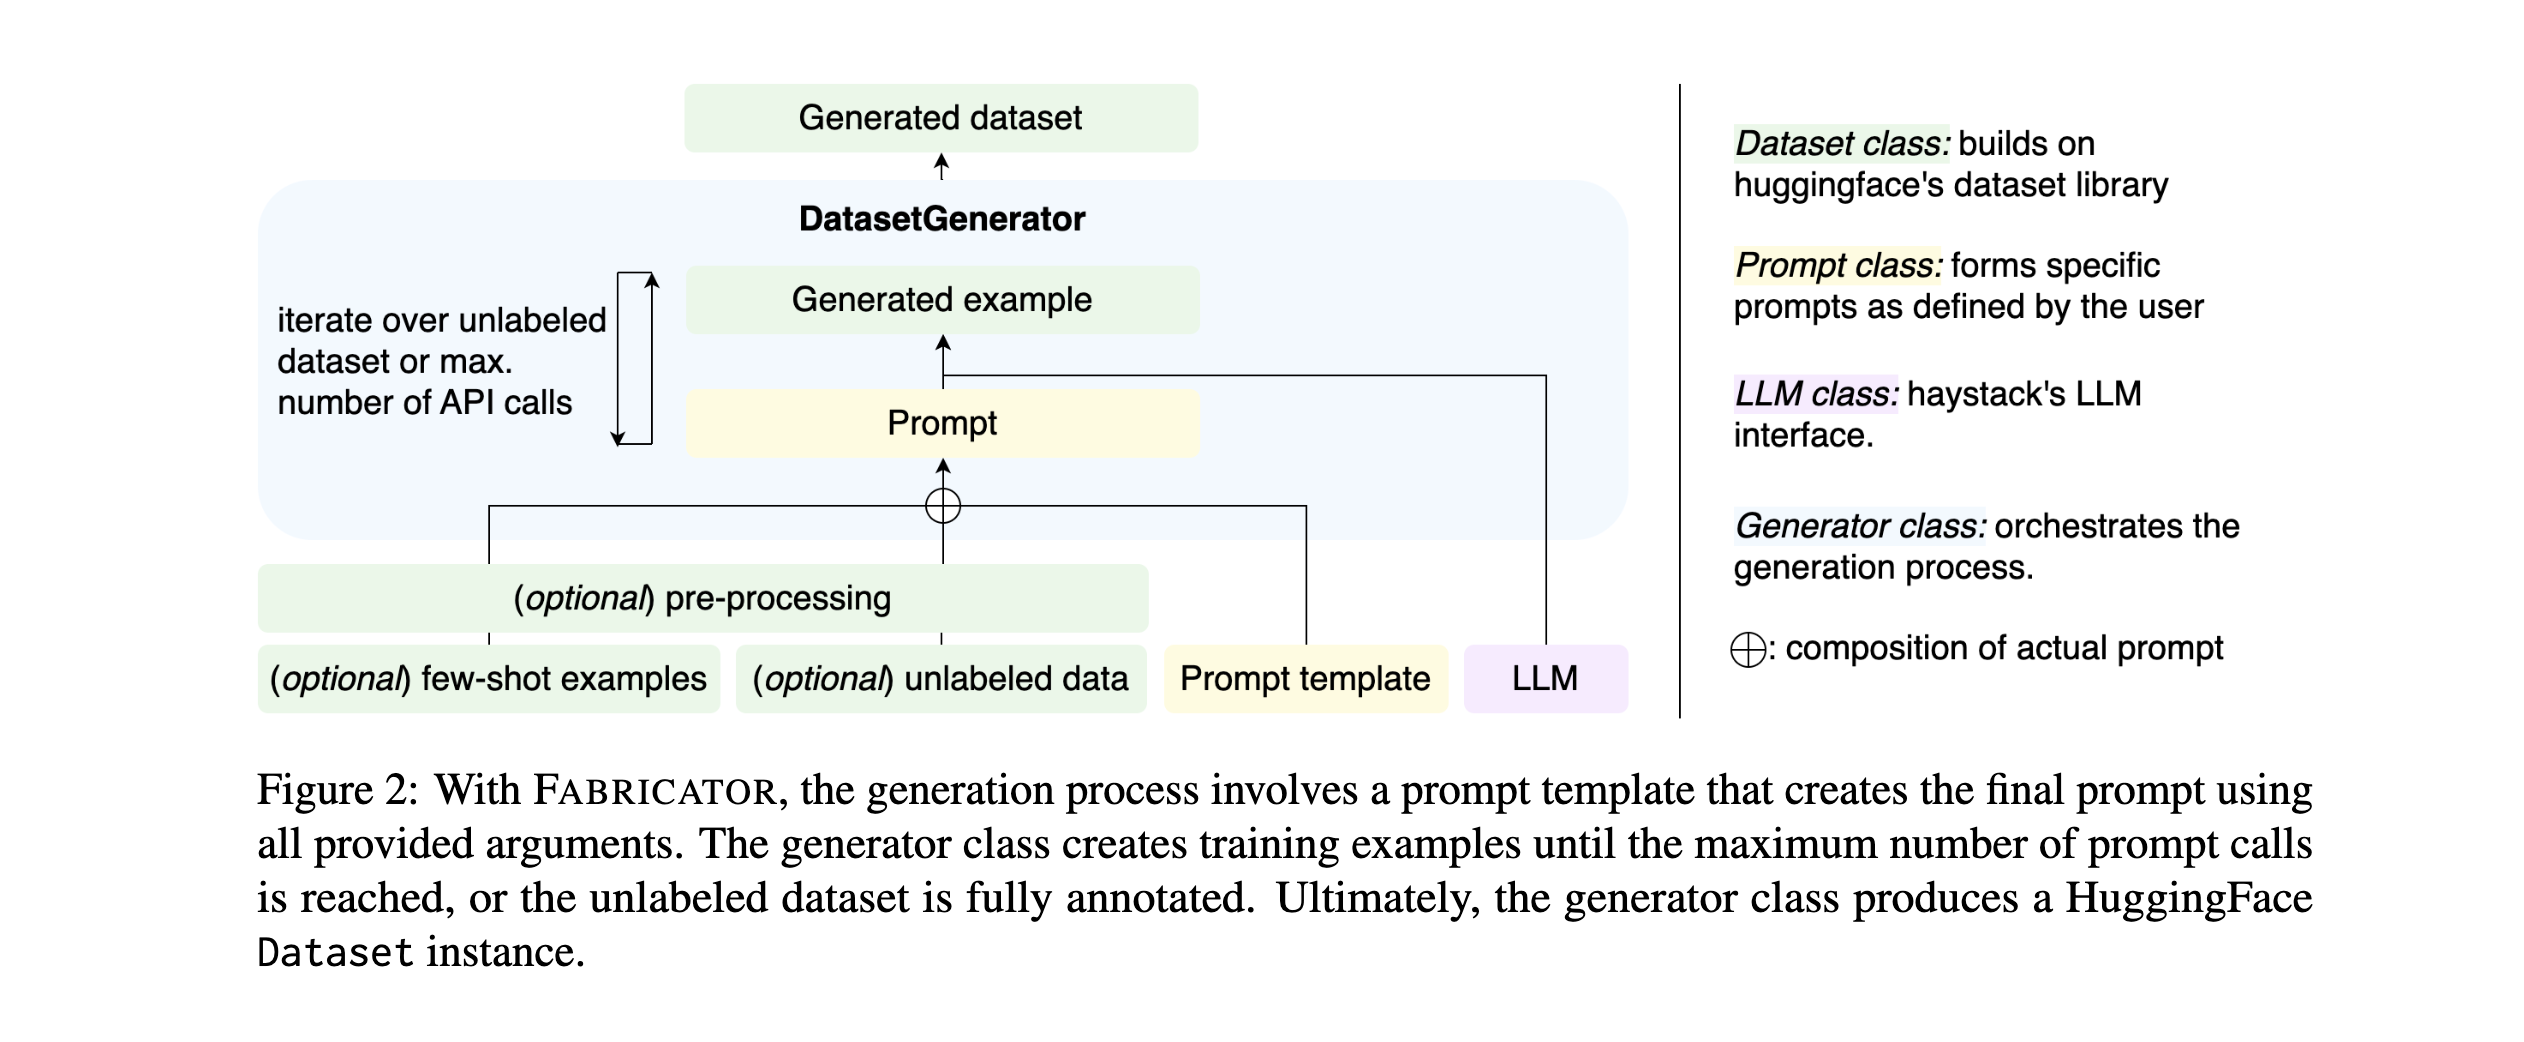 Generated dataset
DatasetGenerator
Generated example
iterate over unlabeled
dataset or max.
number of API calls
Prompt
(optional) pre-processing
(optional) few-shot examples
(optional) unlabeled data
Prompt template
LLM
Dataset class: builds on
huggingface's dataset library
Prompt class: forms specific
prompts as defined by the user
LLM class: haystack's LLM
interface.
Generator class: orchestrates the
generation process.
⊕: composition of actual prompt
Figure 2: With FABRICATOR, the generation process involves a prompt template that creates the final prompt using
all provided arguments. The generator class creates training examples until the maximum number of prompt calls
is reached, or the unlabeled dataset is fully annotated. Ultimately, the generator class produces a HuggingFace
Dataset instance.